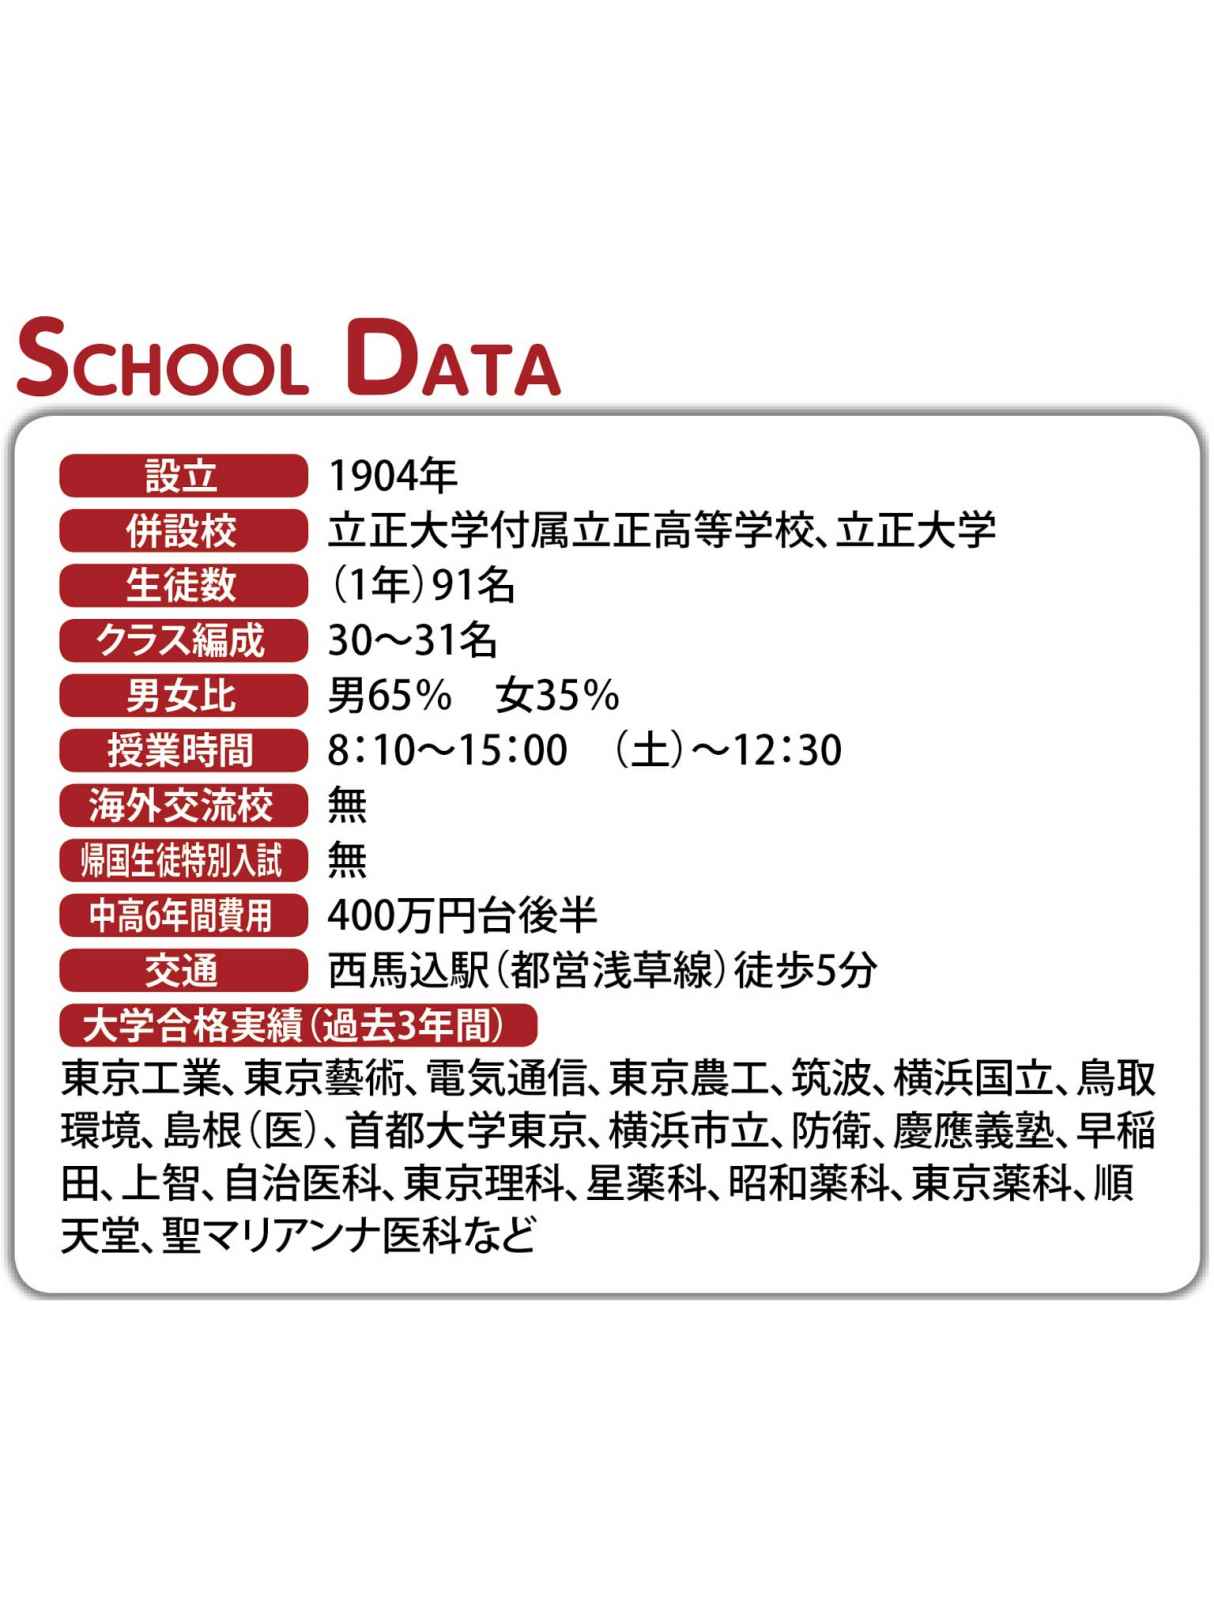 SCHOOL DATA
設立 1904年
併設校 立正大学付属立正高等学校、立正大学
生徒数 （1年）91名
クラス編成 30～31名
男女比 男65%　女35%
授業時間 8：10～15：00　（土）～12：30
海外交流校 無
帰国生徒特別入試 無
中高6年間費用 400万円台後半
交通 西馬込駅（都営浅草線）徒歩5分
大学合格実績（過去3年間）
東京工業、東京藝術、電気通信、東京農工、筑波、横浜国立、鳥取
環境、島根（医）、首都大学東京、横浜市立、防衛、慶應義塾、早稲
田、上智、自治医科、東京理科、星薬科、昭和薬科、東京薬科、順
天堂、聖マリアンナ医科など